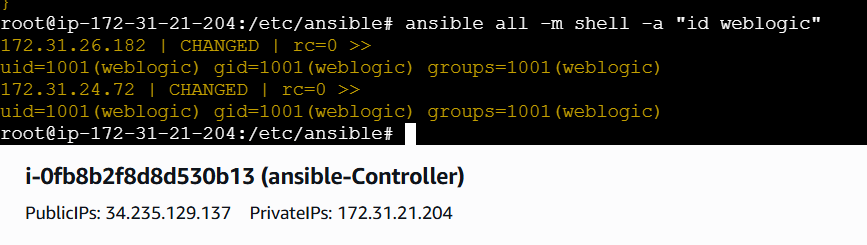 }
root@ip-172-31-21-204:/etc/ansible# ansible all -m shell -a "id weblogic"
172.31.26.182 | CHANGED | rc=0 >>
uid=1001(weblogic) gid=1001(weblogic) groups=1001(weblogic)
172.31.24.72 | CHANGED | rc=0 >>
uid=1001(weblogic) gid=1001(weblogic) groups=1001(weblogic)
root@ip-172-31-21-204:/etc/ansible#
i-0fb8b2f8d8d530b13 (ansible-Controller)
PublicIPs: 34.235.129.137 PrivateIPs: 172.31.21.204